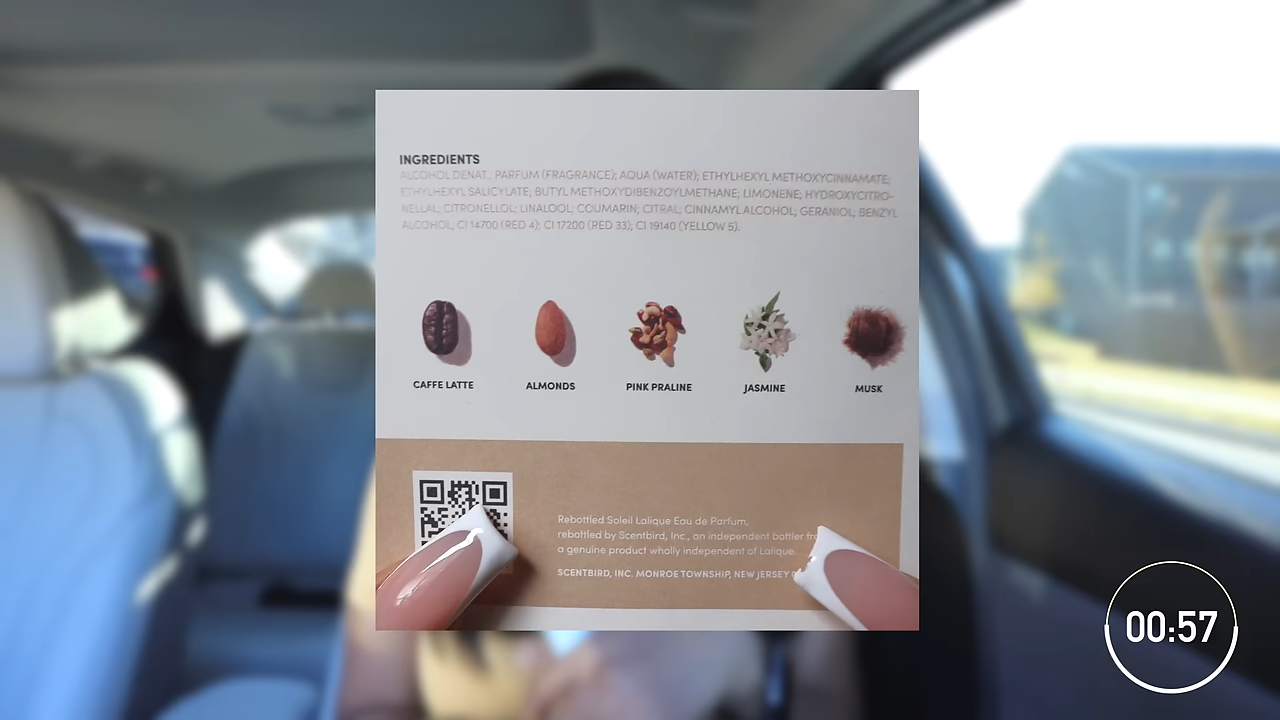 INGREDIENTS
ALCOHOL DENAT.; PARFUM (FRAGRANCE); AQUA (WATER); ETHYLHEXYL METHOXYCINNAMATE;
ETHYLHEXYL SALICYLATE; BUTYL METHOXYDIBENZOYLMETHANE; LIMONENE; HYDROXYCITRO-
NELLAL; CITRONELLOL; LINALOOL; COUMARIN; CITRAL; CINNAMYL ALCOHOL; GERANIOL; BENZYL
ALCOHOL; CI 14700 (RED 4); CI 17200 (RED 33); CI 19140 (YELLOW 5).
CAFFE LATTE
ALMONDS
PINK PRALINE
JASMINE
MUSK
Rebottled Soleil Lalique Eau de Parfum,
rebottled by Scentbird, Inc., an independent bottler
a genuine product wholly independent of Lalique.
SCENTBIRD, INC. MONROE TOWNSHIP, NEW JERSEY
00:57